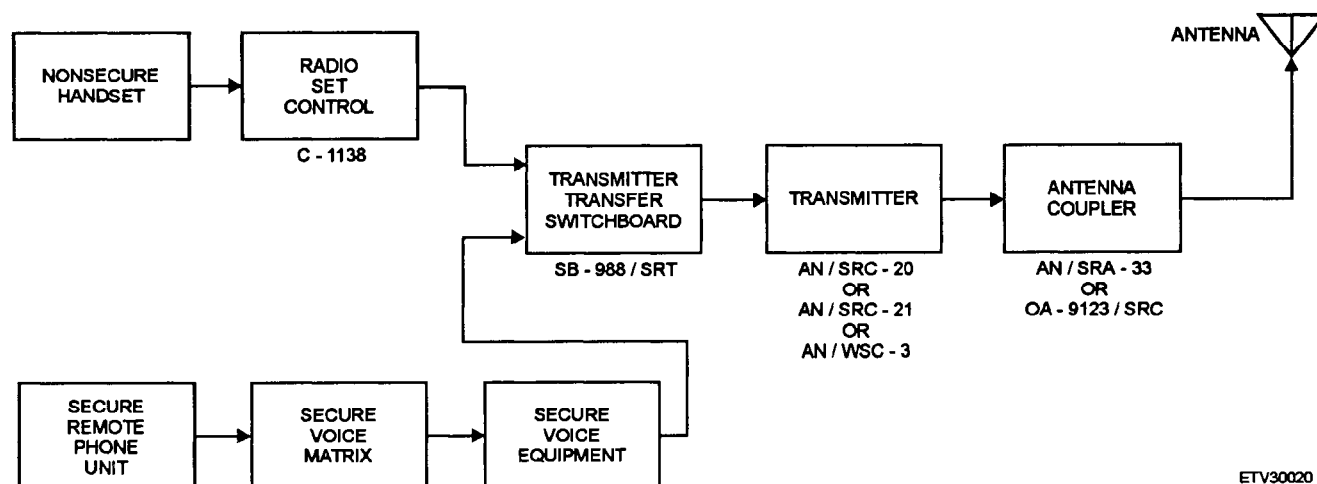 ANTENNA
NONSECURE
HANDSET
RADIO
SET
CONTROL
C - 1138
TRANSMITTER
TRANSFER
SWITCHBOARD
SB - 988 / SRT
TRANSMITTER
AN / SRC - 20
OR
AN / SRC - 21
OR
AN / WSC - 3
ANTENNA
COUPLER
AN / SRA - 33
OR
OA - 9123 / SRC
SECURE
REMOTE
PHONE
UNIT
SECURE
VOICE
MATRIX
SECURE
VOICE
EQUIPMENT
ETV30020